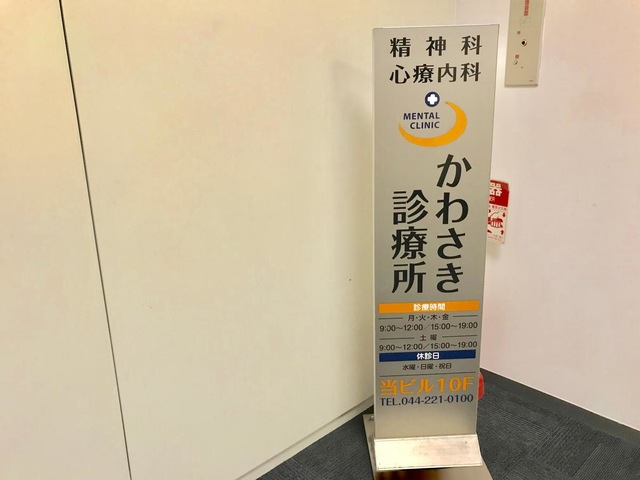 精神科
心療内科
MENTAL
CLINIC
かわさき
診療所
診療時間
月・火・木・金
9:00～12:00/15:00～19:00
土曜
9:00～12:00/15:00～19:00
休診日
水曜・日曜・祝日
当ビル10F
TEL.044-221-0100